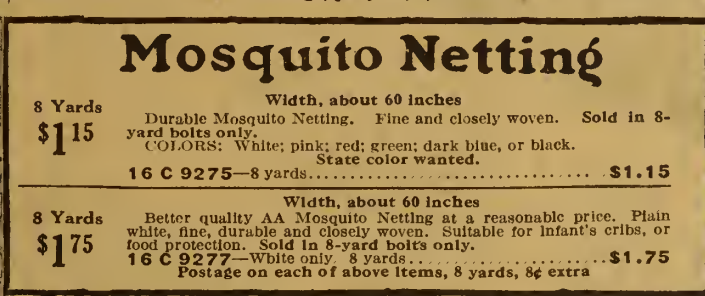 Mosquito Netting
8 Yards
$1 15
Width, about 60 inches
Durable Mosquito Netting. Fine and closely woven. Sold in 8-
yard bolts only.
COLORS: White; pink; red; green; dark blue, or black.
State color wanted.
16 C 9275—8 yards................................... $1.15
8 Yards
$1 75
Width, about 60 inches
Better quality AA Mosquito Netting at a reasonable price. Plain
white, fine, durable and closely woven. Suitable for infant's cribs, or
food protection. Sold in 8-yard bolts only.
16 C 9277—White only. 8 yards........................$1.75
Postage on each of above items, 8 yards, 8¢ extra